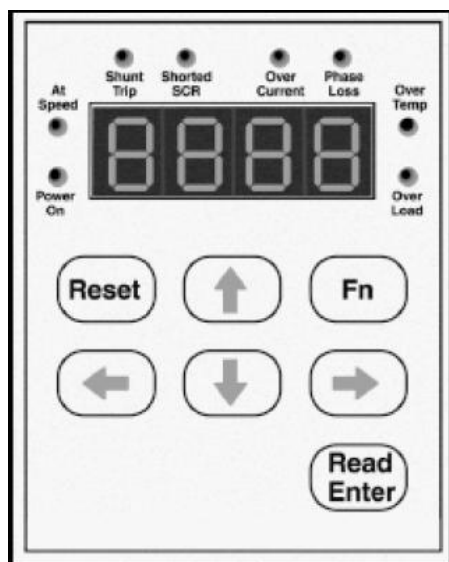 Shunt
Trip
Shorted
SCR
Over
Current
Phase
Loss
At
Speed
Over
Temp
8888
Power
On
Over
Load
Reset
Fn
Read
Enter